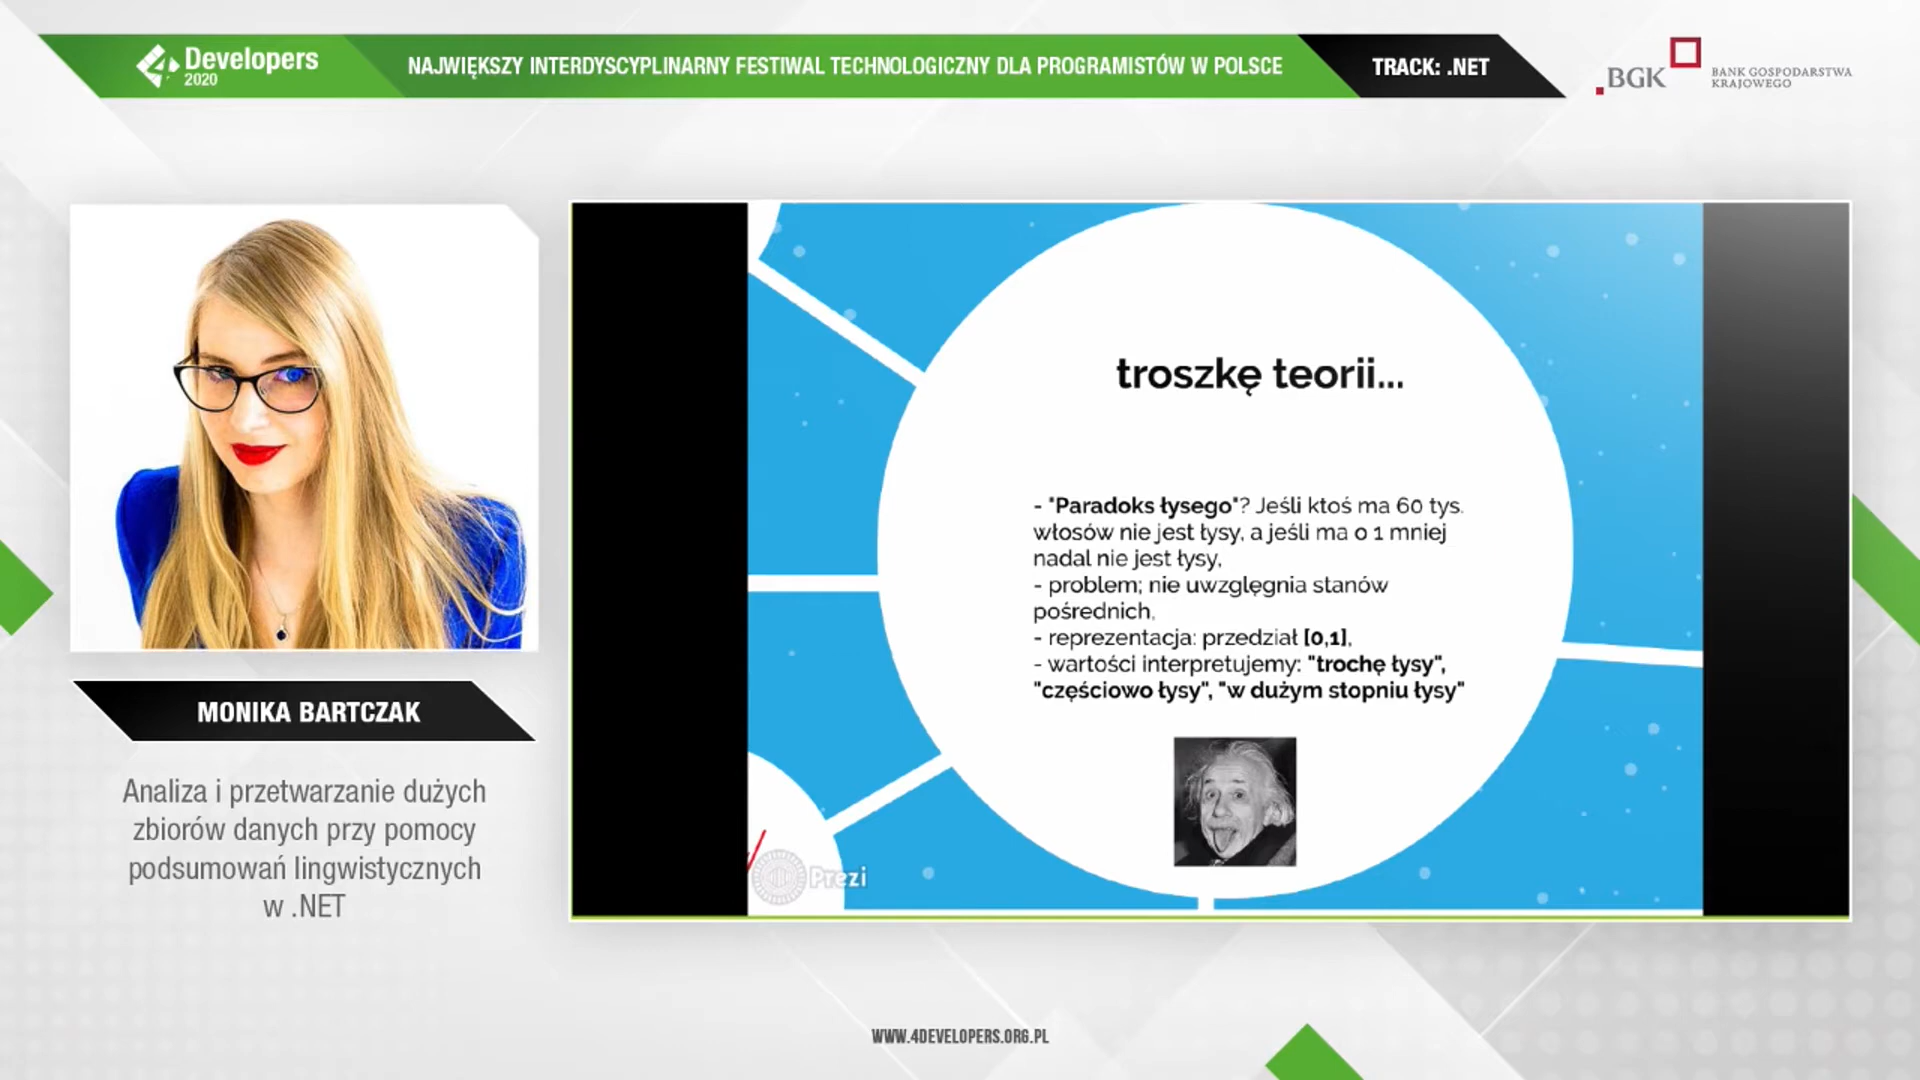 4 Developers
2020
NAJWIĘKSZY INTERDYSCYPLINARNY FESTIWAL TECHNOLOGICZNY DLA PROGRAMISTÓW W POLSCE
TRACK: .NET
BGK
BANK GOSPODARSTWA
KRAJOWEGO
troszkę teorii...
- "Paradoks łysego"? Jeśli ktoś ma 60 tys.
włosów nie jest łysy, a jeśli ma o 1 mniej
nadal nie jest łysy,
- problem; nie uwzględgnia stanów
pośrednich,
- reprezentacja: przedział [0,1],
- wartości interpretujemy: "trochę łysy",
"częściowo łysy", "w dużym stopniu łysy"
Prezi
MONIKA BARTCZAK
Analiza i przetwarzanie dużych
zbiorów danych przy pomocy
podsumowań lingwistycznych
w .NET
WWW.4DEVELOPERS.ORG.PL